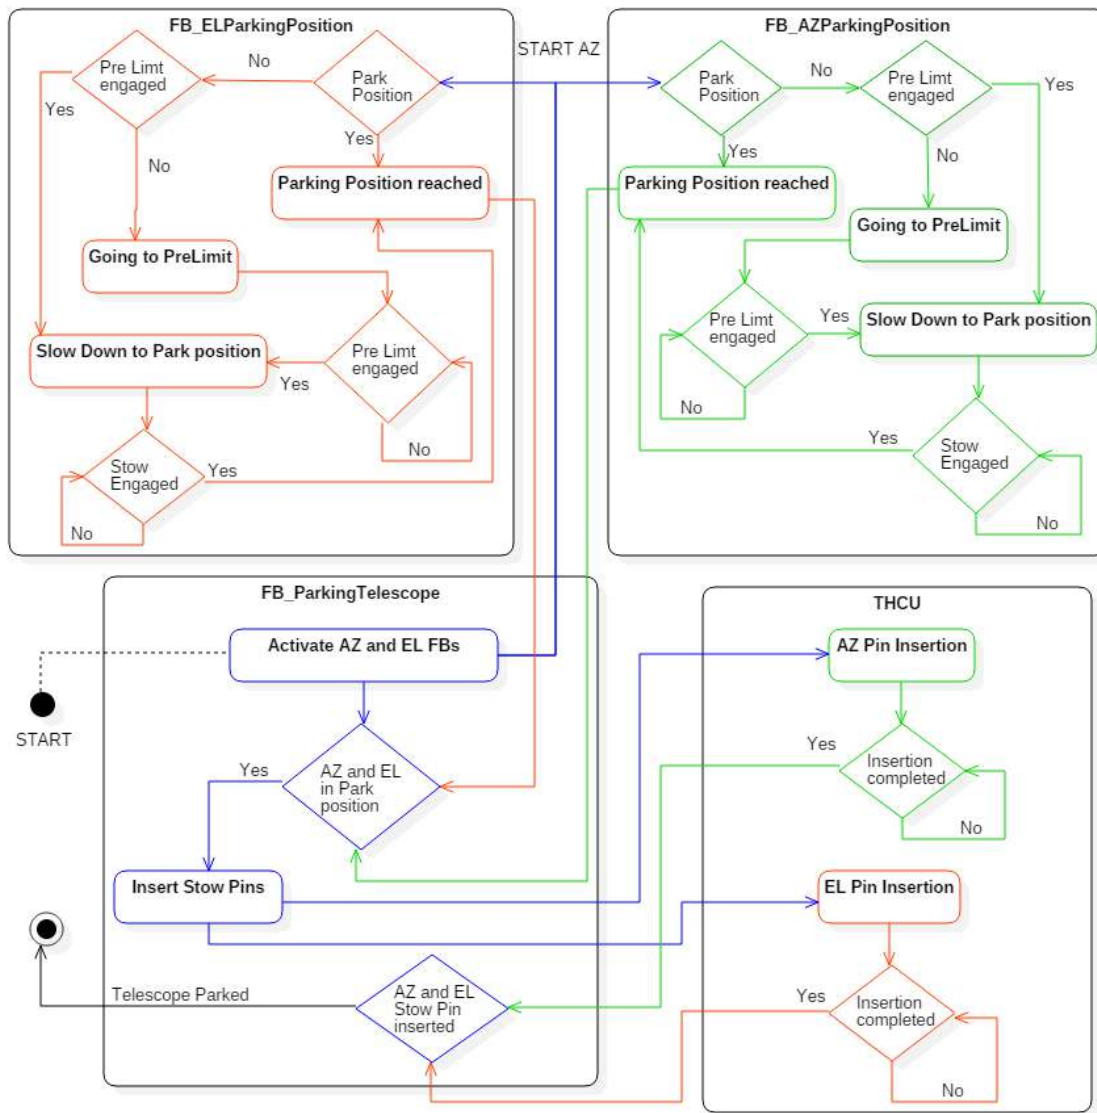 FB_ELParkingPosition
Pre Limt
engaged
No
Park
Position
Yes
Yes
No
Parking Position reached
Going to PreLimit
Slow Down to Park position
Pre Limt
engaged
Yes
No
Stow
Engaged
Yes
No
START AZ
FB_AZParkingPosition
Park
Position
No
Pre Limt
engaged
Yes
Yes
No
Parking Position reached
Going to PreLimit
Pre Limt
engaged
Yes
Slow Down to Park position
No
Yes
Stow
Engaged
No
FB_ParkingTelescope
Activate AZ and EL FBs
START
Yes
AZ and EL
in Park
position
Insert Stow Pins
Telescope Parked
AZ and EL
Stow Pin
inserted
THCU
AZ Pin Insertion
Yes
Insertion
completed
No
EL Pin Insertion
Yes
Insertion
completed
No